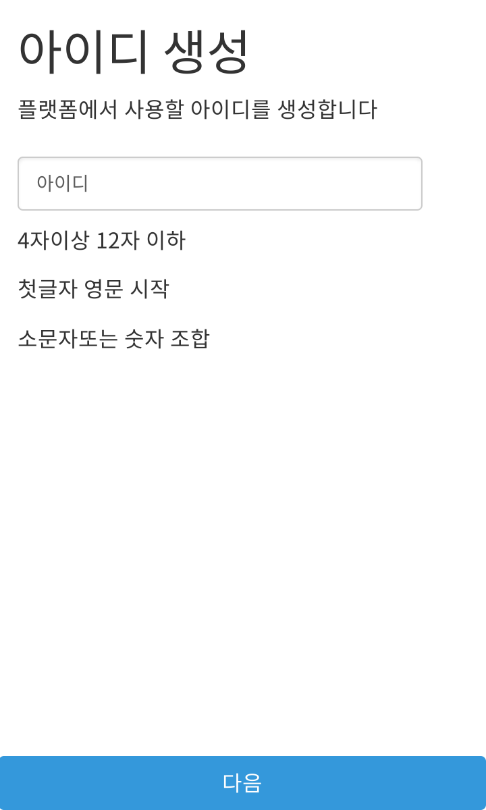 아이디 생성
플랫폼에서 사용할 아이디를 생성합니다
아이디
4자이상 12자 이하
첫글자 영문 시작
소문자또는 숫자 조합
다음